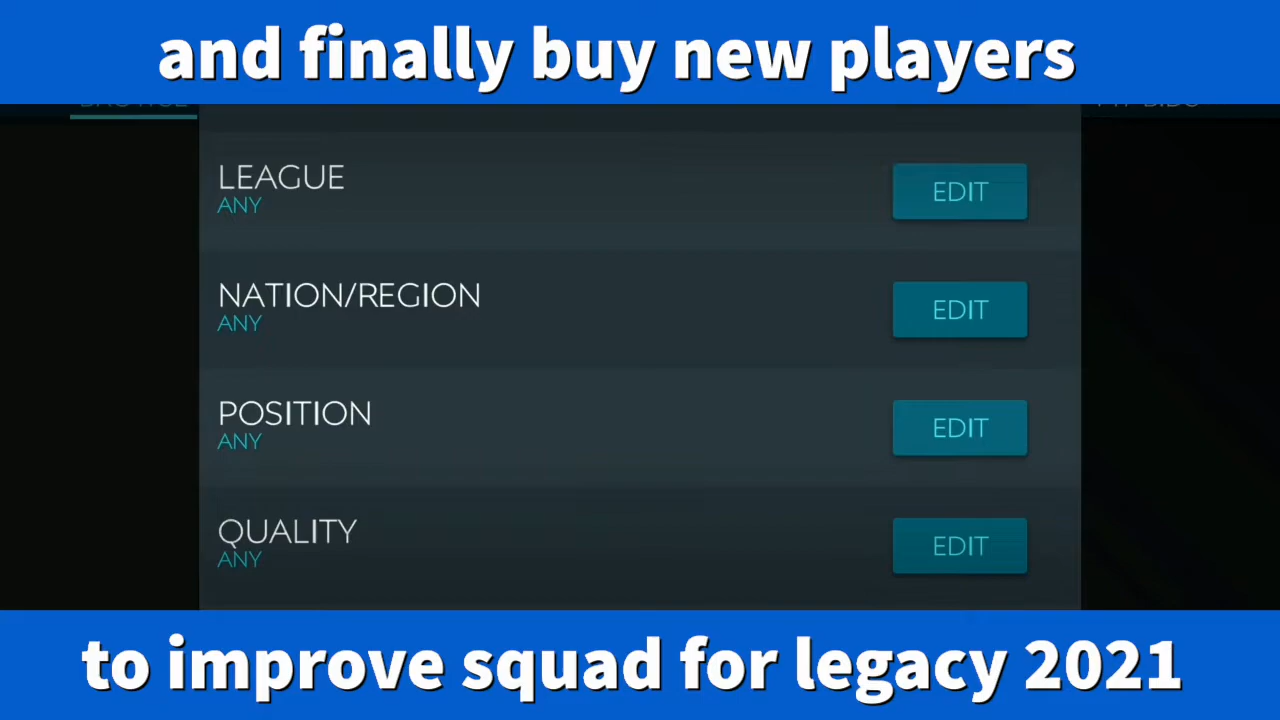 and finally buy new players
LEAGUE
ANY
EDIT
NATION/REGION
ANY
EDIT
POSITION
ANY
EDIT
QUALITY
ANY
EDIT
to improve squad for legacy 2021